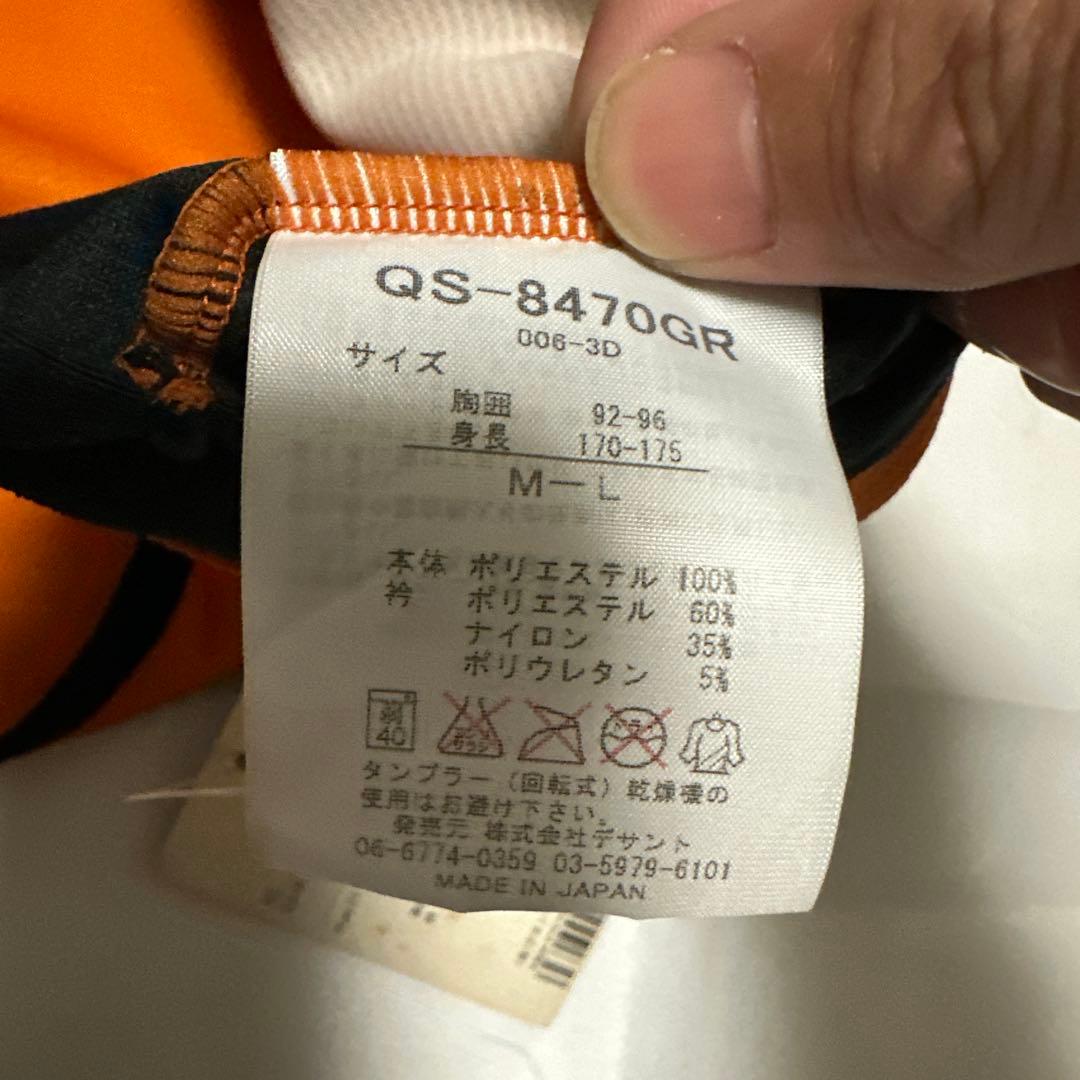 QS-8470GR
006-3D
サイズ
胸囲 92-96
身長 170-175
M—L
本体 ポリエステル 100%
衿 ポリエステル 60%
ナイロン 35%
ポリウレタン 5%
40
タンブラー（回転式）乾燥機の
使用はお避け下さい。
発売元 株式会社デサント
06-6774-0359 03-5979-6101
MADE IN JAPAN